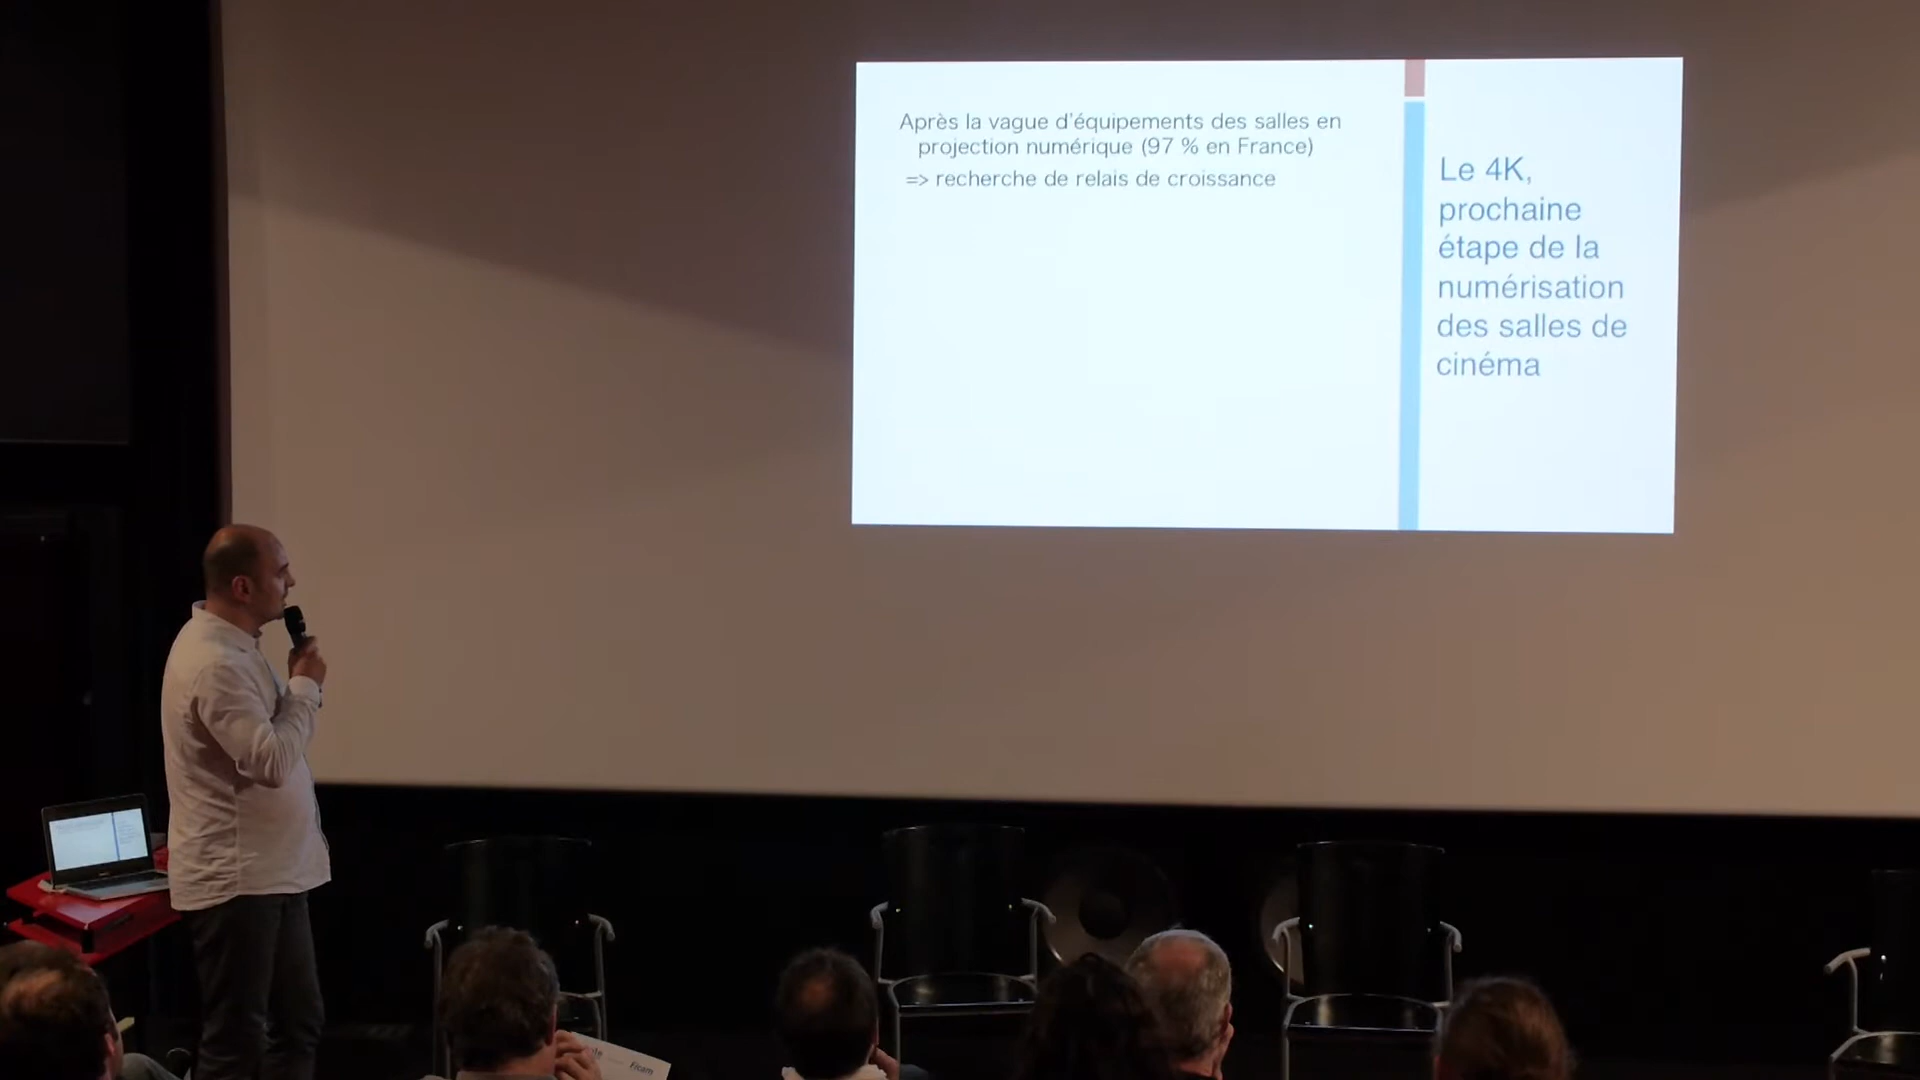 Après la vague d'équipements des salles en
projection numérique (97 % en France)
=> recherche de relais de croissance
Le 4K,
prochaine
étape de la
numérisation
des salles de
cinéma
Ficam